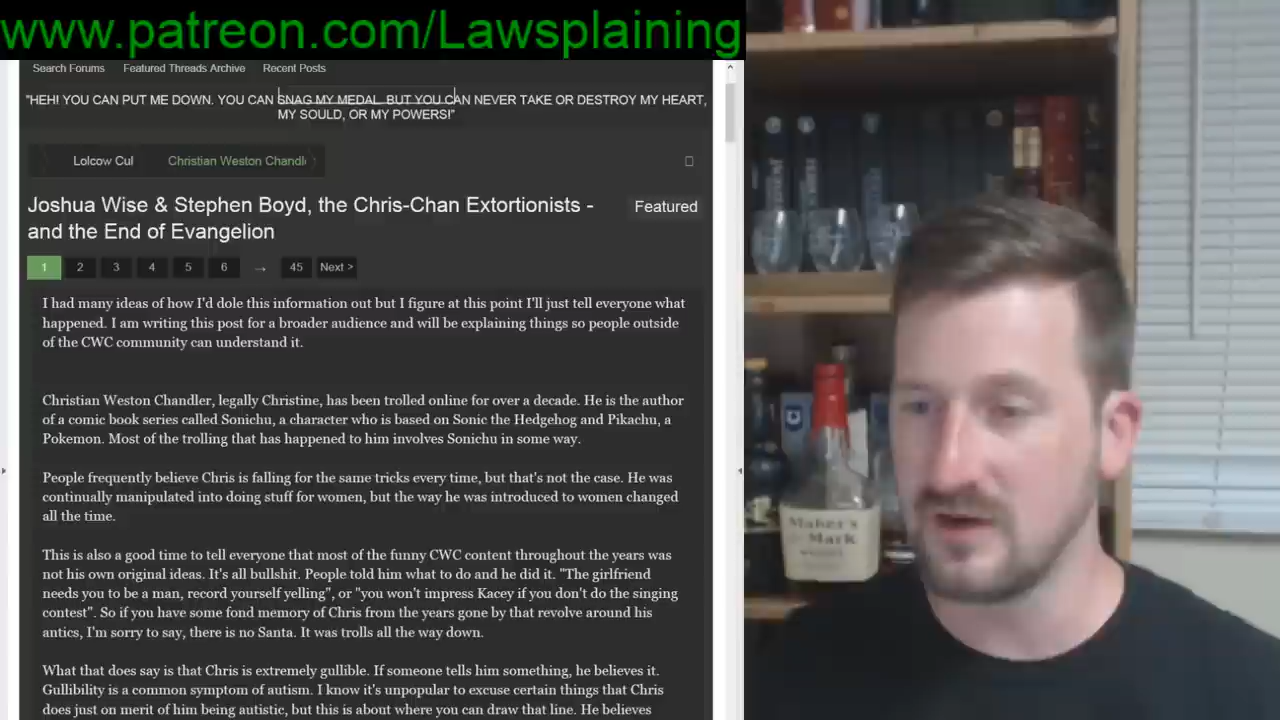 www.patreon.com/Lawsplaining
Search Forums Featured Threads Archive Recent Posts
"HEH! YOU CAN PUT ME DOWN. YOU CAN SNAG MY MEDAL. BUT YOU CAN NEVER TAKE OR DESTROY MY HEART,
MY SOULD, OR MY POWERS!"
Lolcow Cul Christian Weston Chandl
Joshua Wise & Stephen Boyd, the Chris-Chan Extortionists -
and the End of Evangelion
Featured
1 2 3 4 5 6 → 45 Next >
I had many ideas of how I'd dole this information out but I figure at this point I'll just tell everyone what
happened. I am writing this post for a broader audience and will be explaining things so people outside
of the CWC community can understand it.
Christian Weston Chandler, legally Christine, has been trolled online for over a decade. He is the author
of a comic book series called Sonichu, a character who is based on Sonic the Hedgehog and Pikachu, a
Pokemon. Most of the trolling that has happened to him involves Sonichu in some way.
People frequently believe Chris is falling for the same tricks every time, but that's not the case. He was
continually manipulated into doing stuff for women, but the way he was introduced to women changed
all the time.
This is also a good time to tell everyone that most of the funny CWC content throughout the years was
not his own original ideas. It's all bullshit. People told him what to do and he did it. "The girlfriend
needs you to be a man, record yourself yelling", or "you won't impress Kacey if you don't do the singing
contest". So if you have some fond memory of Chris from the years gone by that revolve around his
antics, I'm sorry to say, there is no Santa. It was trolls all the way down.
What that does say is that Chris is extremely gullible. If someone tells him something, he believes it.
Gullibility is a common symptom of autism. I know it's unpopular to excuse certain things that Chris
does just on merit of him being autistic, but this is about where you can draw that line. He believes
Maker's
Mark